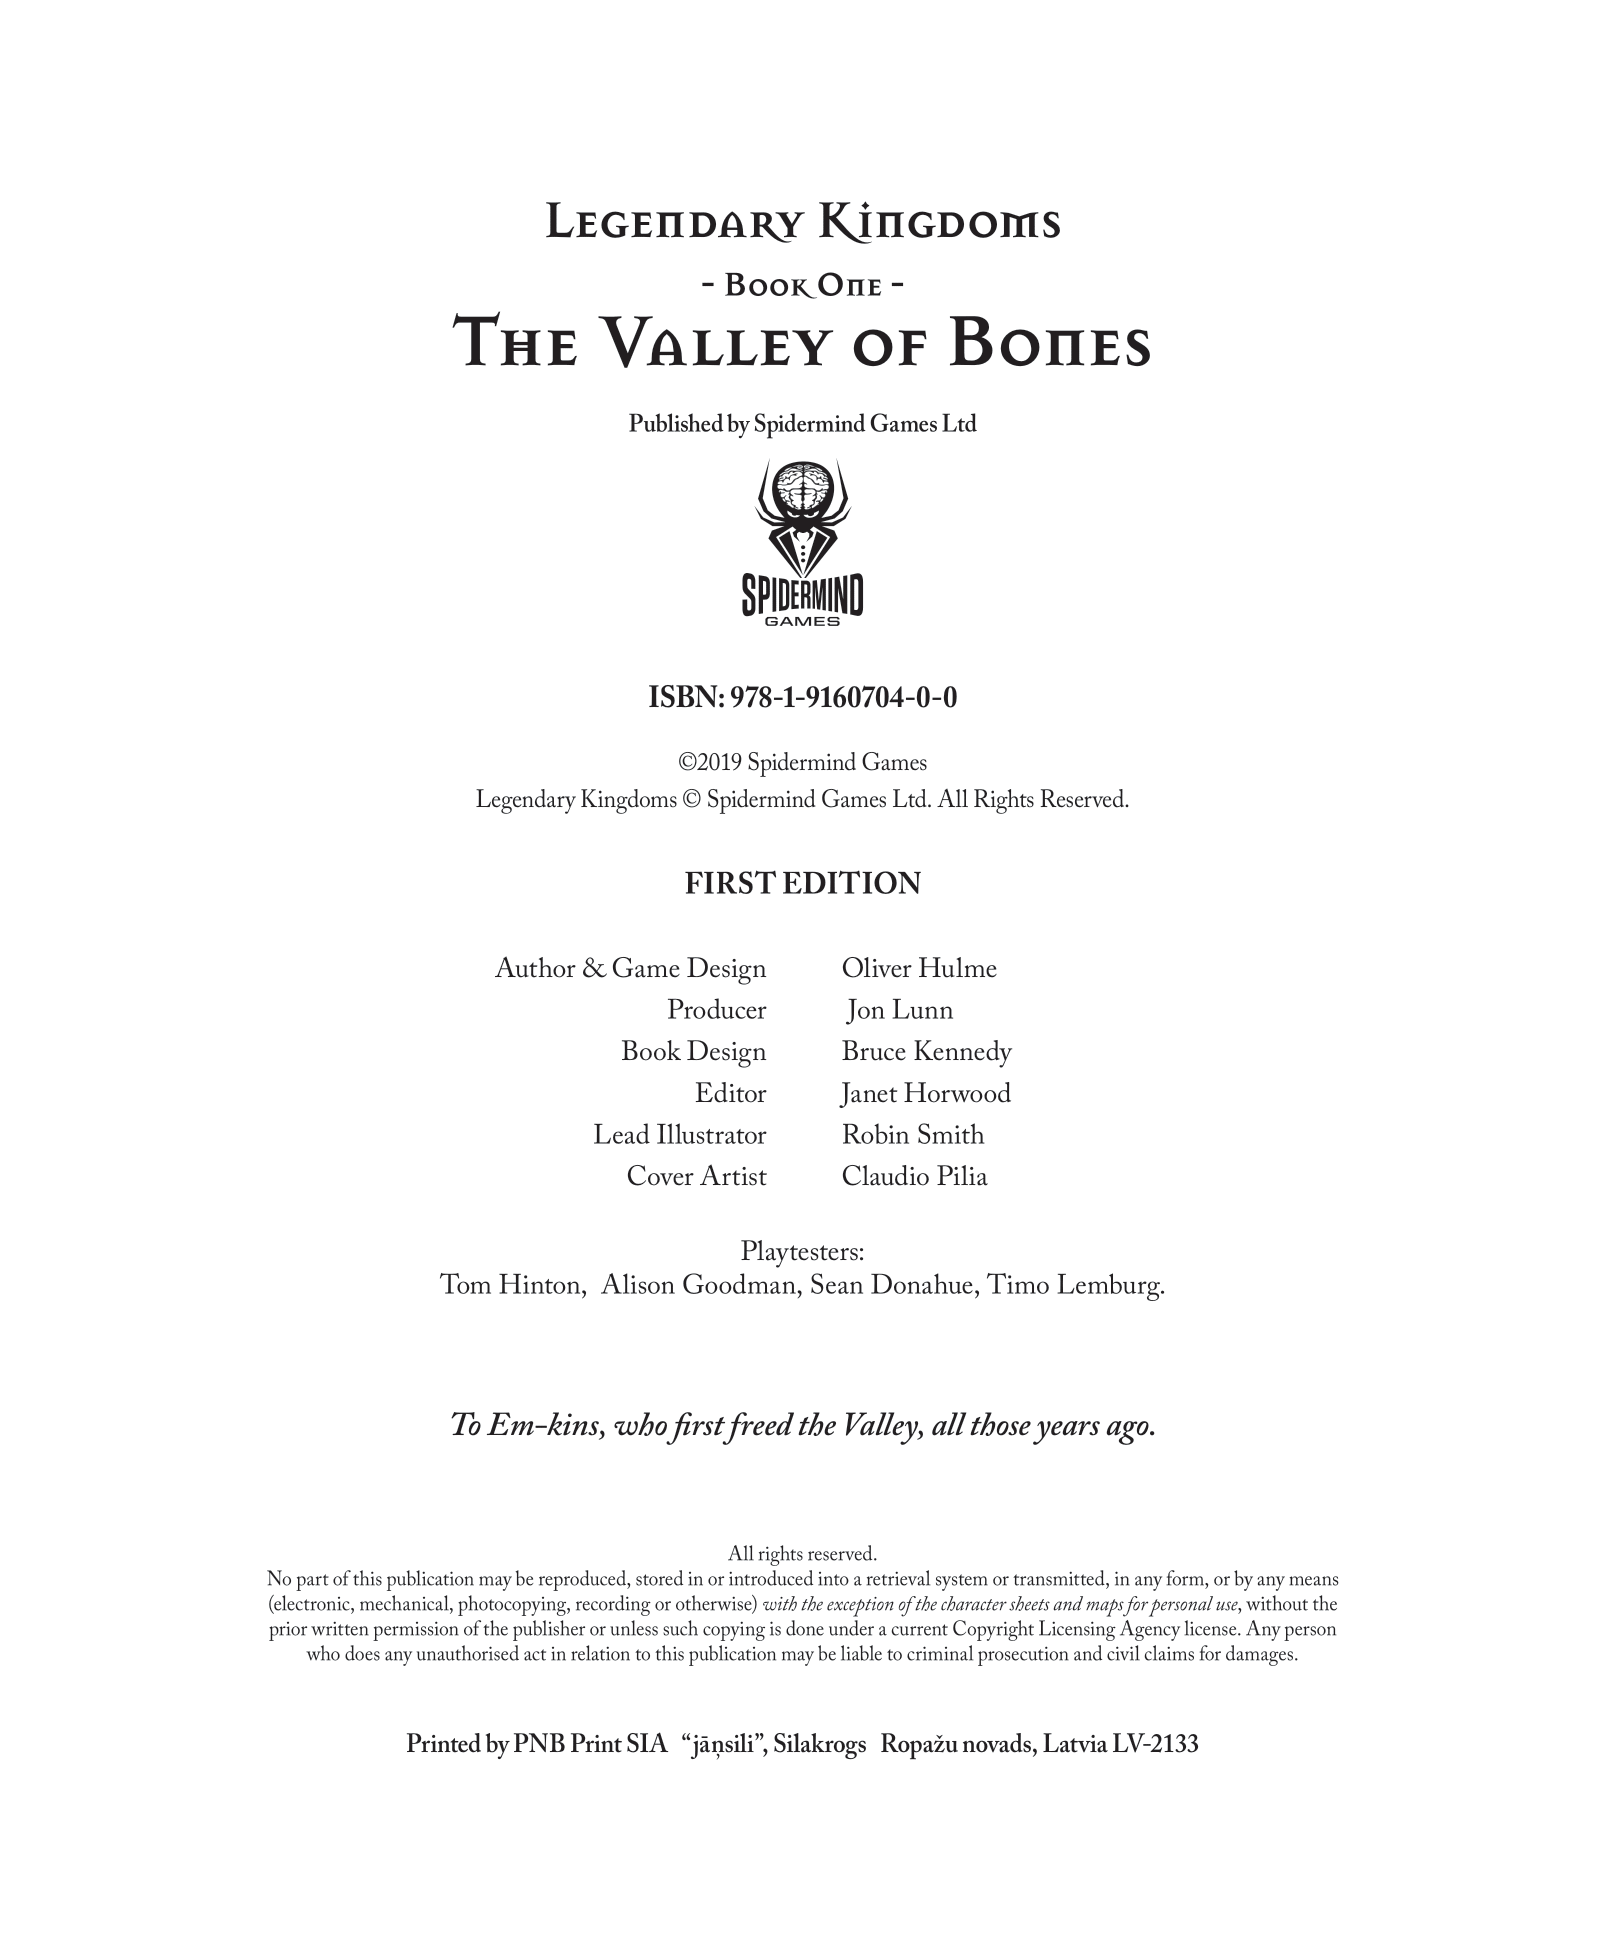 Legendary Kingdoms
- Book One -
The Valley of Bones
Published by Spidermind Games Ltd
SPIDERMIND
GAMES
ISBN: 978-1-9160704-0-0
©2019 Spidermind Games
Legendary Kingdoms © Spidermind Games Ltd. All Rights Reserved.
FIRST EDITION
Author & Game Design Oliver Hulme
Producer Jon Lunn
Book Design Bruce Kennedy
Editor Janet Horwood
Lead Illustrator Robin Smith
Cover Artist Claudio Pilia
Playtesters:
Tom Hinton, Alison Goodman, Sean Donahue, Timo Lemburg.
To Em-kins, who first freed the Valley, all those years ago.
All rights reserved.
No part of this publication may be reproduced, stored in or introduced into a retrieval system or transmitted, in any form, or by any means
(electronic, mechanical, photocopying, recording or otherwise) with the exception of the character sheets and maps for personal use, without the
prior written permission of the publisher or unless such copying is done under a current Copyright Licensing Agency license. Any person
who does any unauthorised act in relation to this publication may be liable to criminal prosecution and civil claims for damages.
Printed by PNB Print SIA “jāņsili”, Silakrogs Ropažu novads, Latvia LV-2133